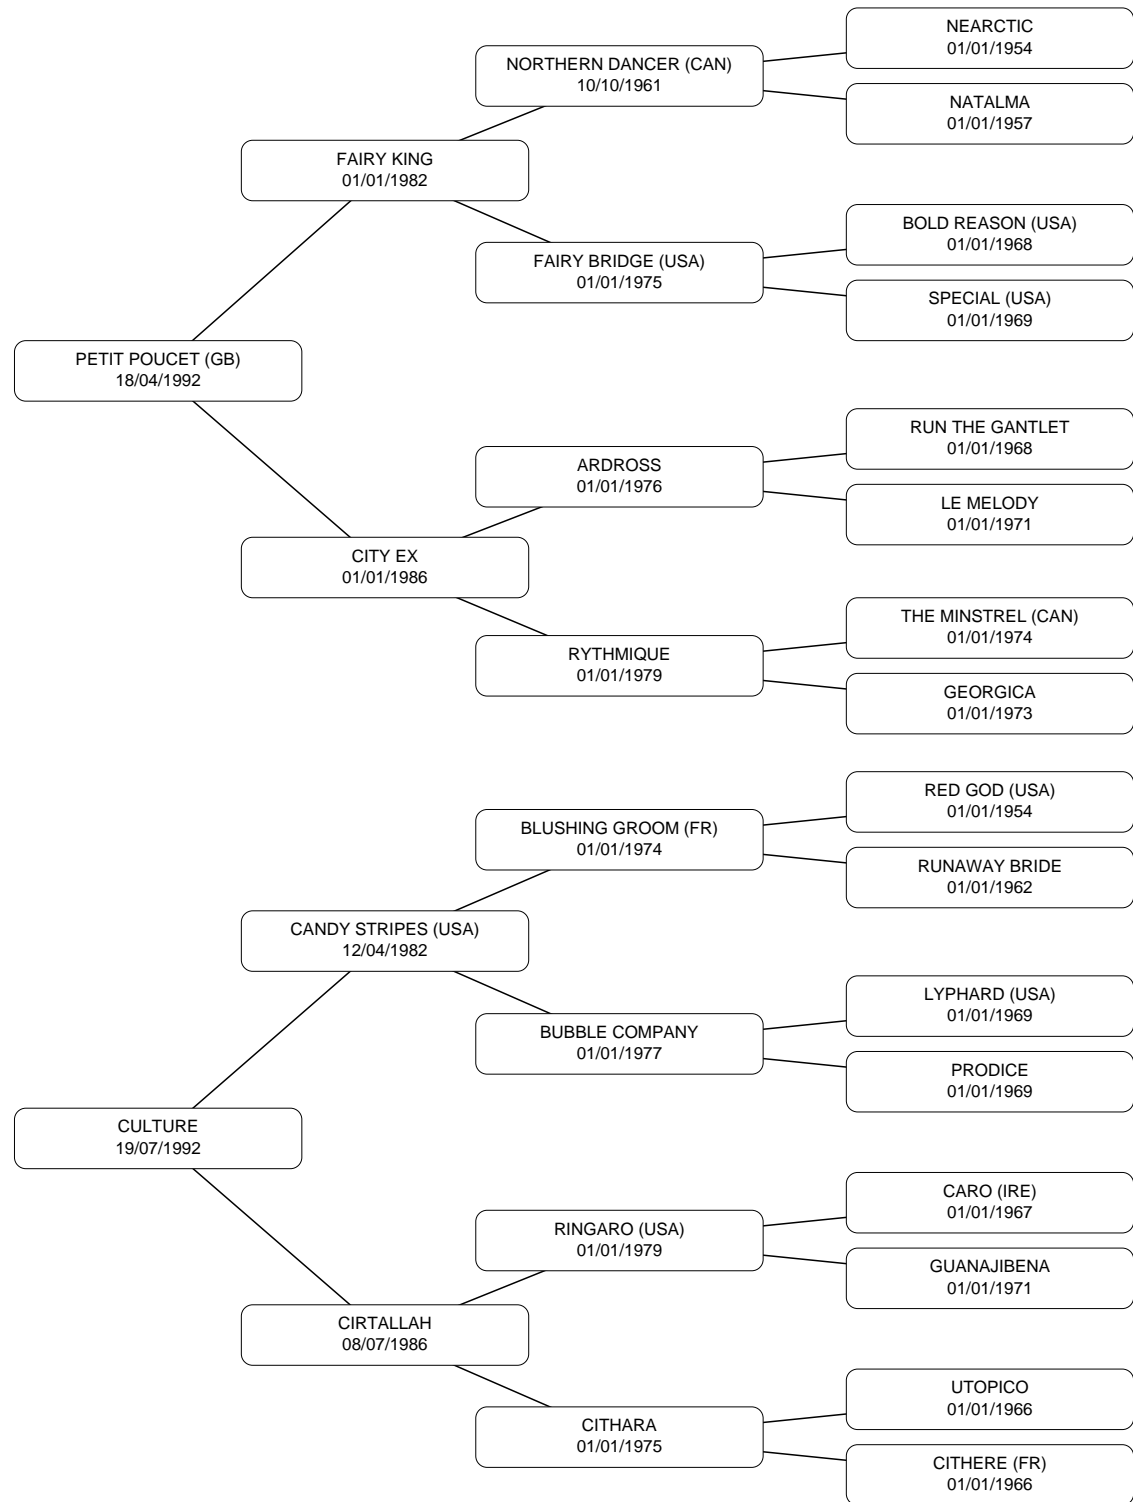 NEARCTIC
01/01/1954
NORTHERN DANCER (CAN)
10/10/1961
NATALMA
01/01/1957
FAIRY KING
01/01/1982
BOLD REASON (USA)
01/01/1968
FAIRY BRIDGE (USA)
01/01/1975
SPECIAL (USA)
01/01/1969
PETIT POUCET (GB)
18/04/1992
RUN THE GANTLET
01/01/1968
ARDROSS
01/01/1976
LE MELODY
01/01/1971
CITY EX
01/01/1986
THE MINSTREL (CAN)
01/01/1974
RYTHMIQUE
01/01/1979
GEORGICA
01/01/1973
RED GOD (USA)
01/01/1954
BLUSHING GROOM (FR)
01/01/1974
RUNAWAY BRIDE
01/01/1962
CANDY STRIPES (USA)
12/04/1982
LYPHARD (USA)
01/01/1969
BUBBLE COMPANY
01/01/1977
PRODICE
01/01/1969
CULTURE
19/07/1992
CARO (IRE)
01/01/1967
RINGARO (USA)
01/01/1979
GUANAJIBENA
01/01/1971
CIRTALLAH
08/07/1986
UTOPICO
01/01/1966
CITHARA
01/01/1975
CITHERE (FR)
01/01/1966